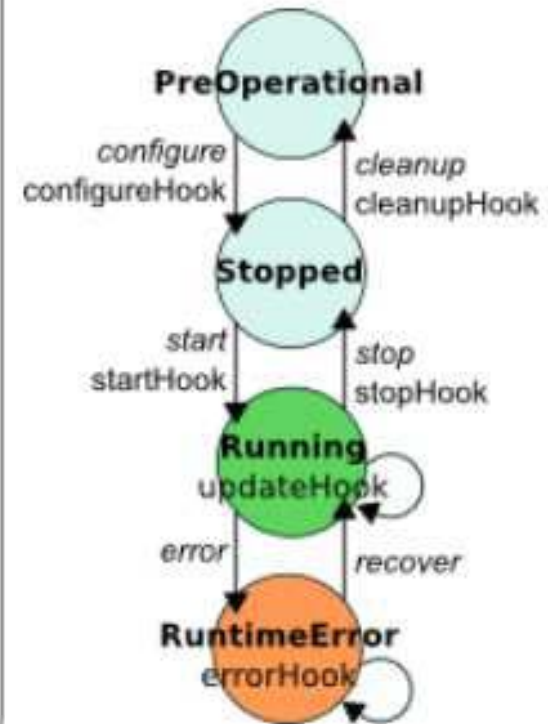 PreOperational
configure
configureHook
cleanup
cleanupHook
Stopped
start
startHook
stop
stopHook
Running
updateHook
error
recover
RuntimeError
errorHook